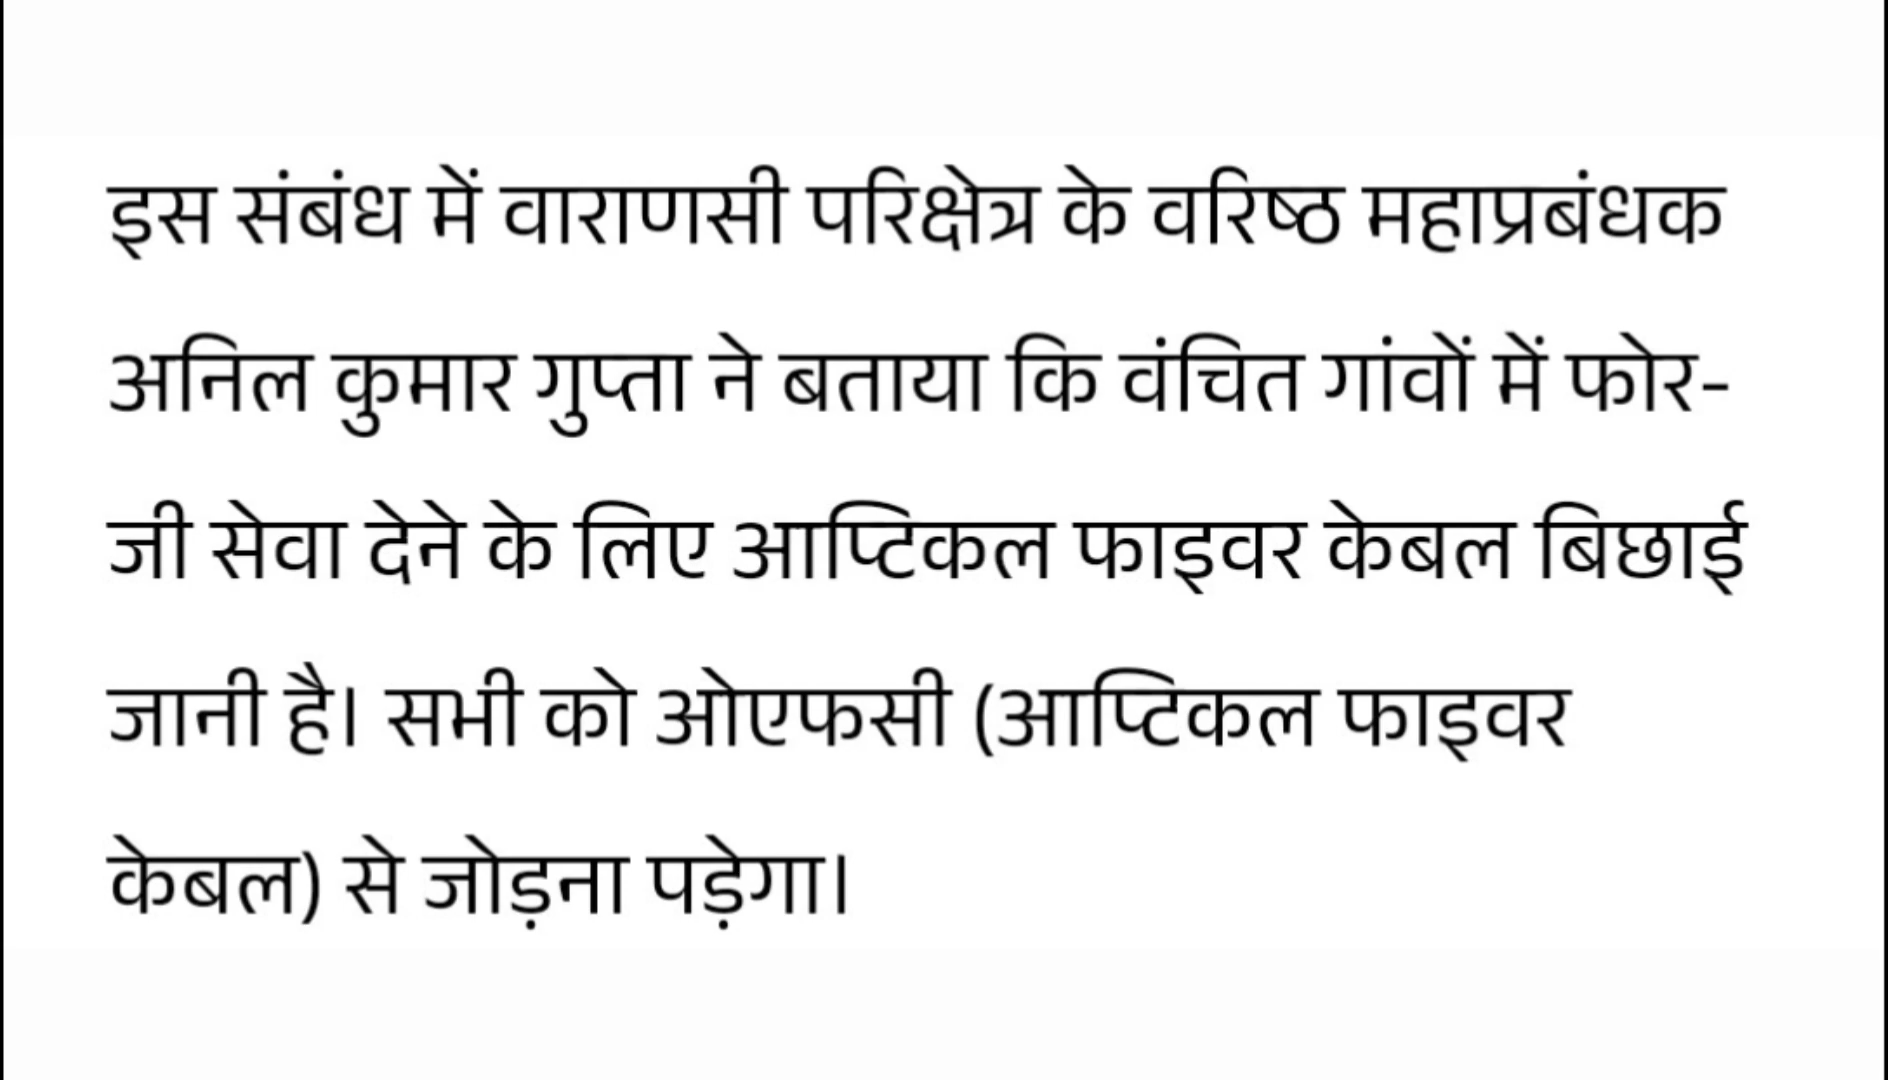 इस संबंध में वाराणसी परिक्षेत्र के वरिष्ठ महाप्रबंधक
अनिल कुमार गुप्ता ने बताया कि वंचित गांवों में फोर-
जी सेवा देने के लिए आप्टिकल फाइवर केबल बिछाई
जानी है। सभी को ओएफसी (आप्टिकल फाइवर
केबल) से जोड़ना पड़ेगा।